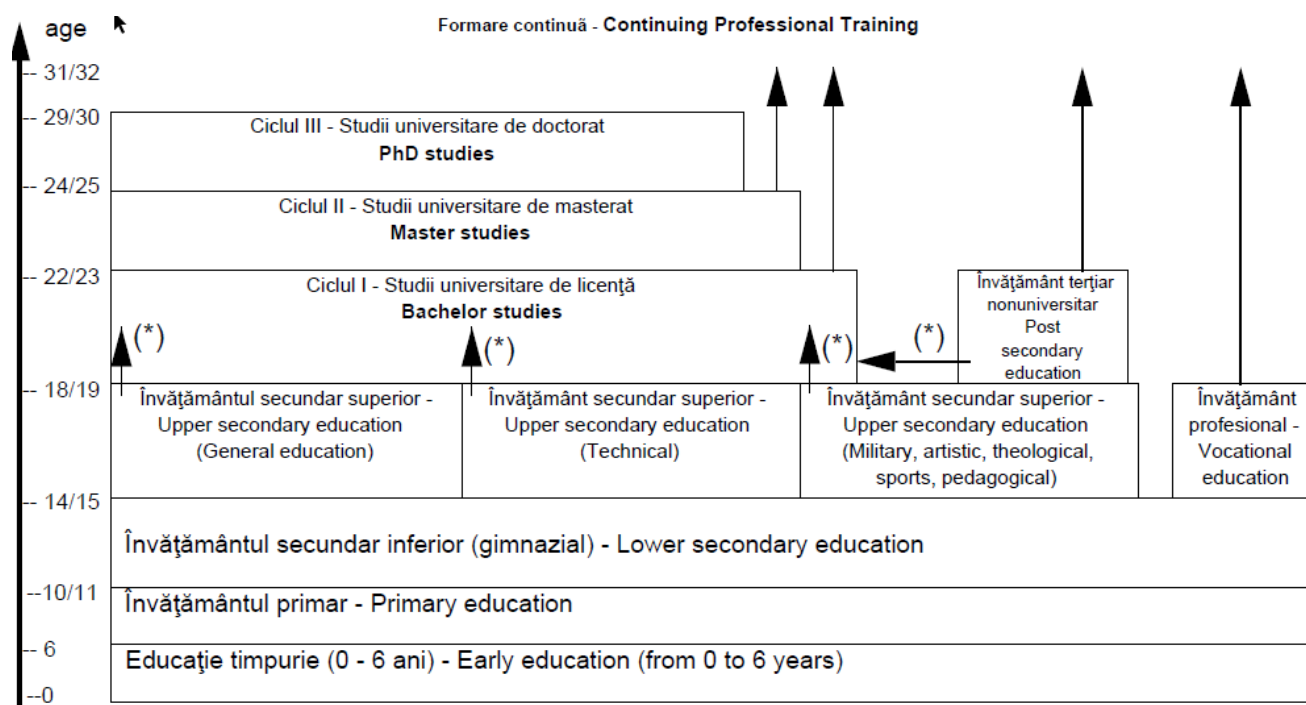 age
Formare continuă - Continuing Professional Training
-- 31/32
-- 29/30
Ciclul III - Studii universitare de doctorat
PhD studies
-- 24/25
Ciclul II - Studii universitare de masterat
Master studies
-- 22/23
Ciclul I - Studii universitare de licenţă
Bachelor studies
Învăţământ terţiar
nonuniversitar
Post
secondary
education
(*)
(*)
(*)
(*)
-- 18/19
Învăţământul secundar superior -
Upper secondary education
(General education)
Învăţământ secundar superior -
Upper secondary education
(Technical)
Învăţământ secundar superior -
Upper secondary education
(Military, artistic, theological,
sports, pedagogical)
Învăţământ
profesional -
Vocational
education
-- 14/15
Învăţământul secundar inferior (gimnazial) - Lower secondary education
--10/11
Învăţământul primar - Primary education
-- 6
Educaţie timpurie (0 - 6 ani) - Early education (from 0 to 6 years)
--0